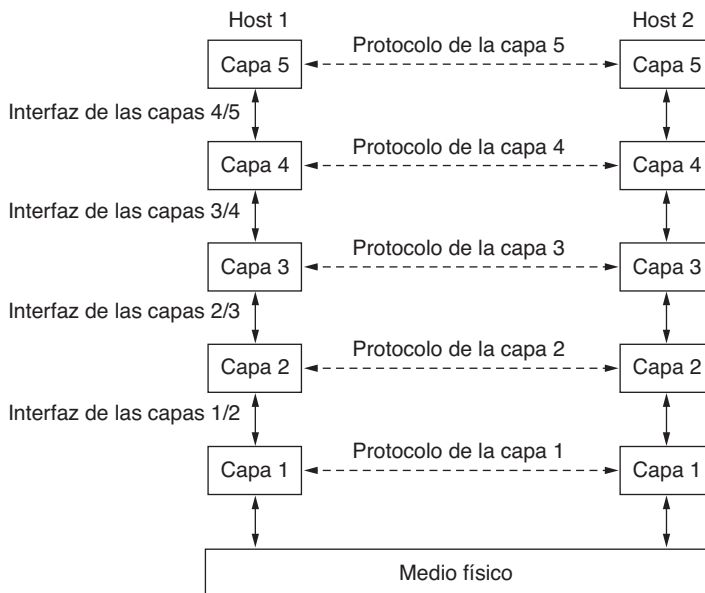 Host 1
Host 2
Protocolo de la capa 5
Capa 5
Capa 5
Interfaz de las capas 4/5
Protocolo de la capa 4
Capa 4
Capa 4
Interfaz de las capas 3/4
Protocolo de la capa 3
Capa 3
Capa 3
Interfaz de las capas 2/3
Protocolo de la capa 2
Capa 2
Capa 2
Interfaz de las capas 1/2
Protocolo de la capa 1
Capa 1
Capa 1
Medio físico